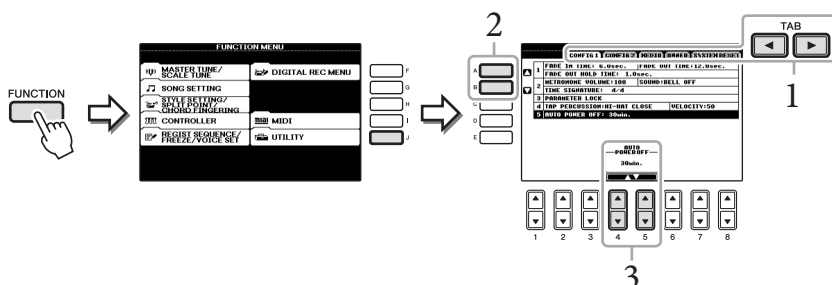 FUNCTION
FUNCTION MENU
MASTER TUNE/
SCALE TUNE
SONG SETTING
STYLE SETTING/
SPLIT POINT/
CHORD FINGERING
CONTROLLER
REGIST SEQUENCE/
FREEZE/VOICE SET
DIGITAL REC MENU
MIDI
UTILITY
F
G
H
I
J
2
A
B
C
D
E
CONFIG 1 CONFIG 2 MEDIA OWNER SYSTEM RESET
1 FADE IN TIME: 6.0sec. FADE OUT TIME:12.0sec.
FADE OUT HOLD TIME: 1.0sec.
2 METRONOME VOLUME:100 SOUND:BELL OFF
TIME SIGNATURE: 4/4
3 PARAMETER LOCK
4 TAP PERCUSSION:HI-HAT CLOSE VELOCITY:50
5 AUTO POWER OFF: 30min.
AUTO
POWER OFF
30min.
1 2 3 4 5 6 7 8
3
TAB
1